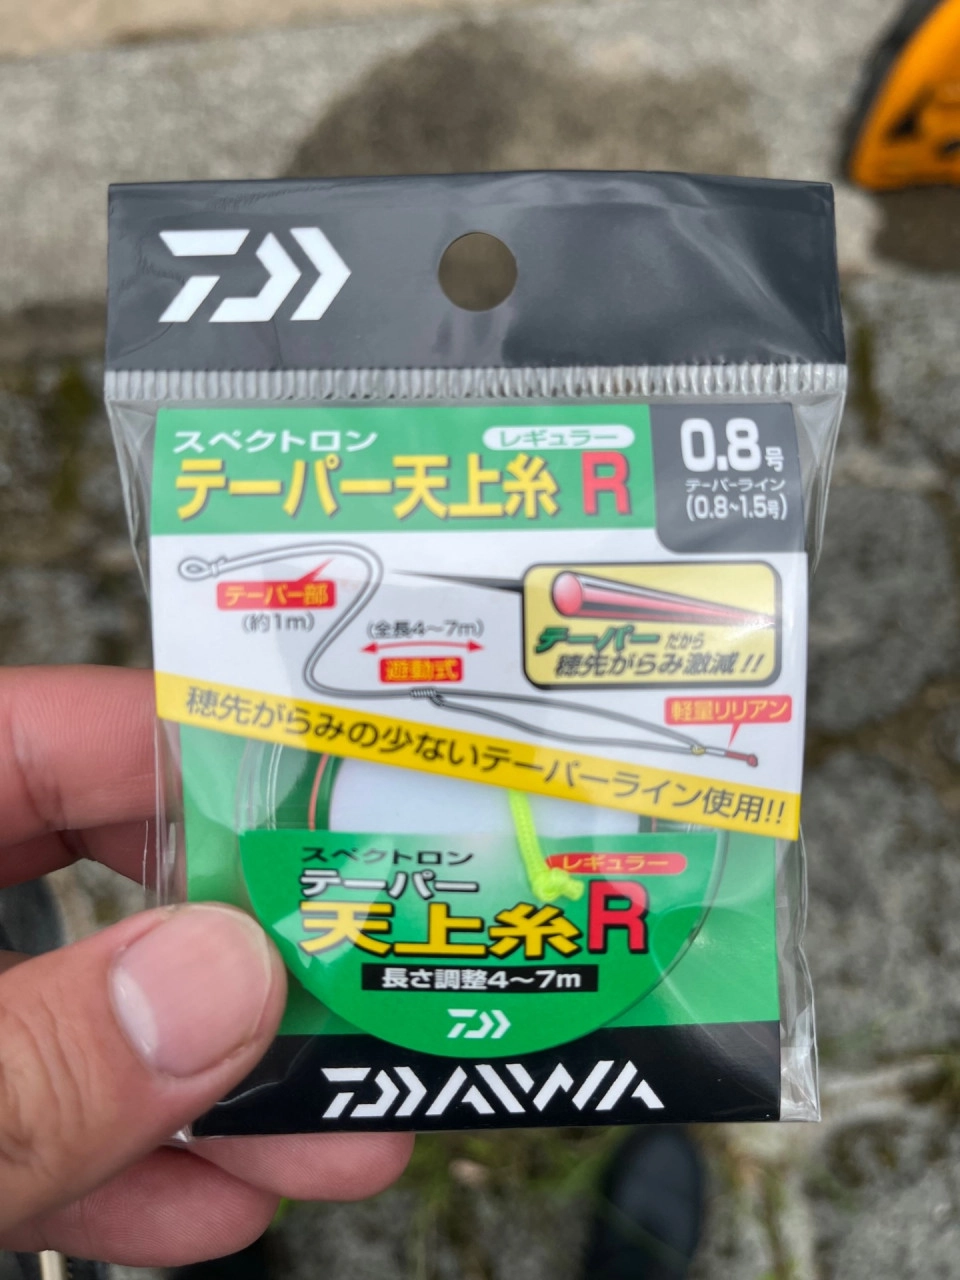 スペクトロン
レギュラー
テーパー天上糸 R
0.8号
テーパーライン
(0.8~1.5号)
テーパー部
(約1m)
(全長4〜7m)
遊動式
テーパーだから
穂先がらみ激減!!
軽量リリアン
穂先がらみの少ないテーパーライン使用!!
スペクトロン
レギュラー
テーパー
天上糸R
長さ調整4〜7m
DAIWA